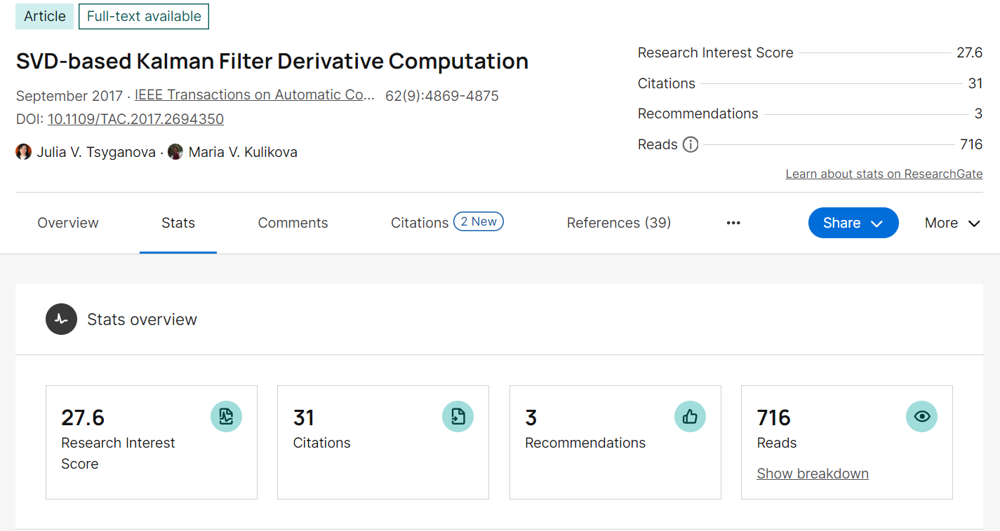 Article Full-text available
SVD-based Kalman Filter Derivative Computation
September 2017 · IEEE Transactions on Automatic Co... 62(9):4869-4875
DOI: 10.1109/TAC.2017.2694350
Julia V. Tsyganova · Maria V. Kulikova
Research Interest Score 27.6
Citations 31
Recommendations 3
Reads 716
Learn about stats on ResearchGate
Overview Stats Comments Citations 2 New References (39) ••• Share More
Stats overview
27.6
Research Interest
Score
31
Citations
3
Recommendations
716
Reads
Show breakdown